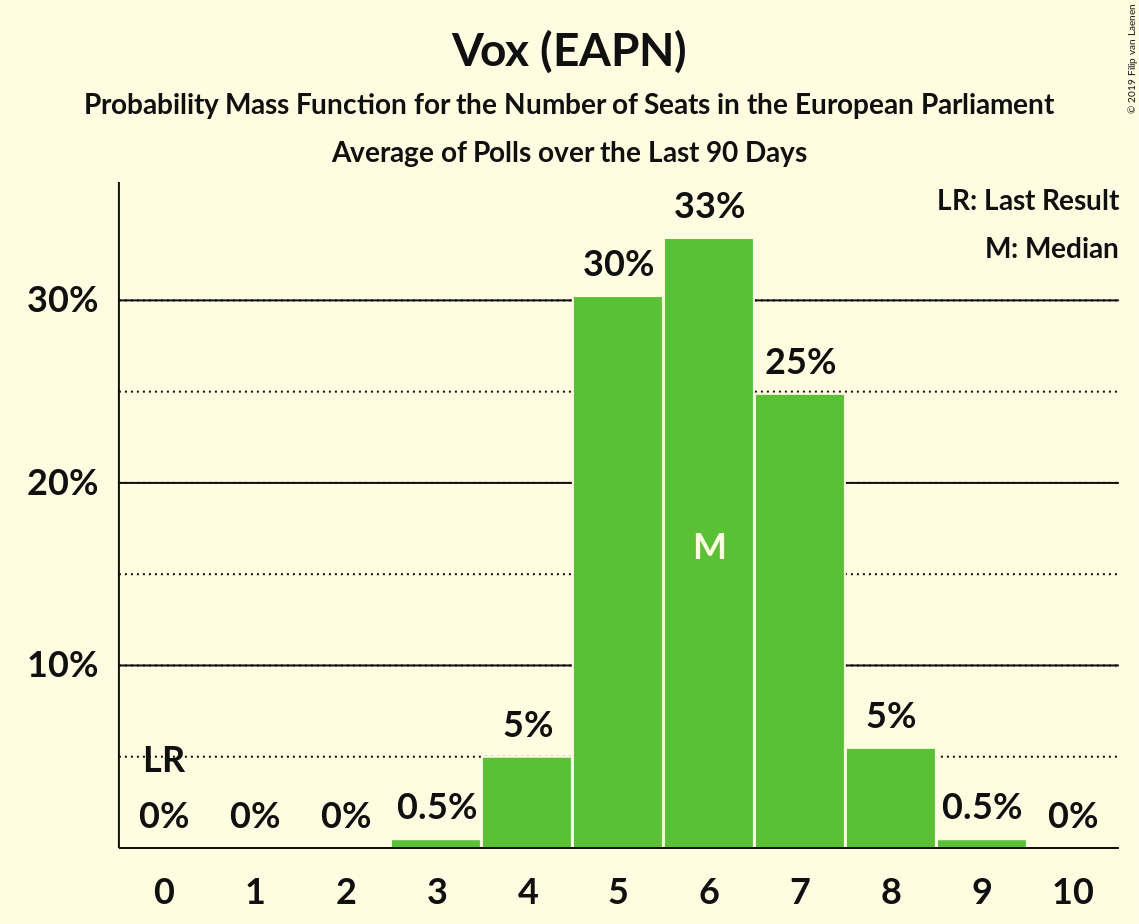 Vox (EAPN)
Probability Mass Function for the Number of Seats in the European Parliament
Average of Polls over the Last 90 Days
© 2019 Filip van Laenen
LR: Last Result
M: Median
33%
30%
30%
25%
20%
M
10%
5%
5%
LR
0%
0%
0%
0.5%
0.5%
0%
0 1 2 3 4 5 6 7 8 9 10